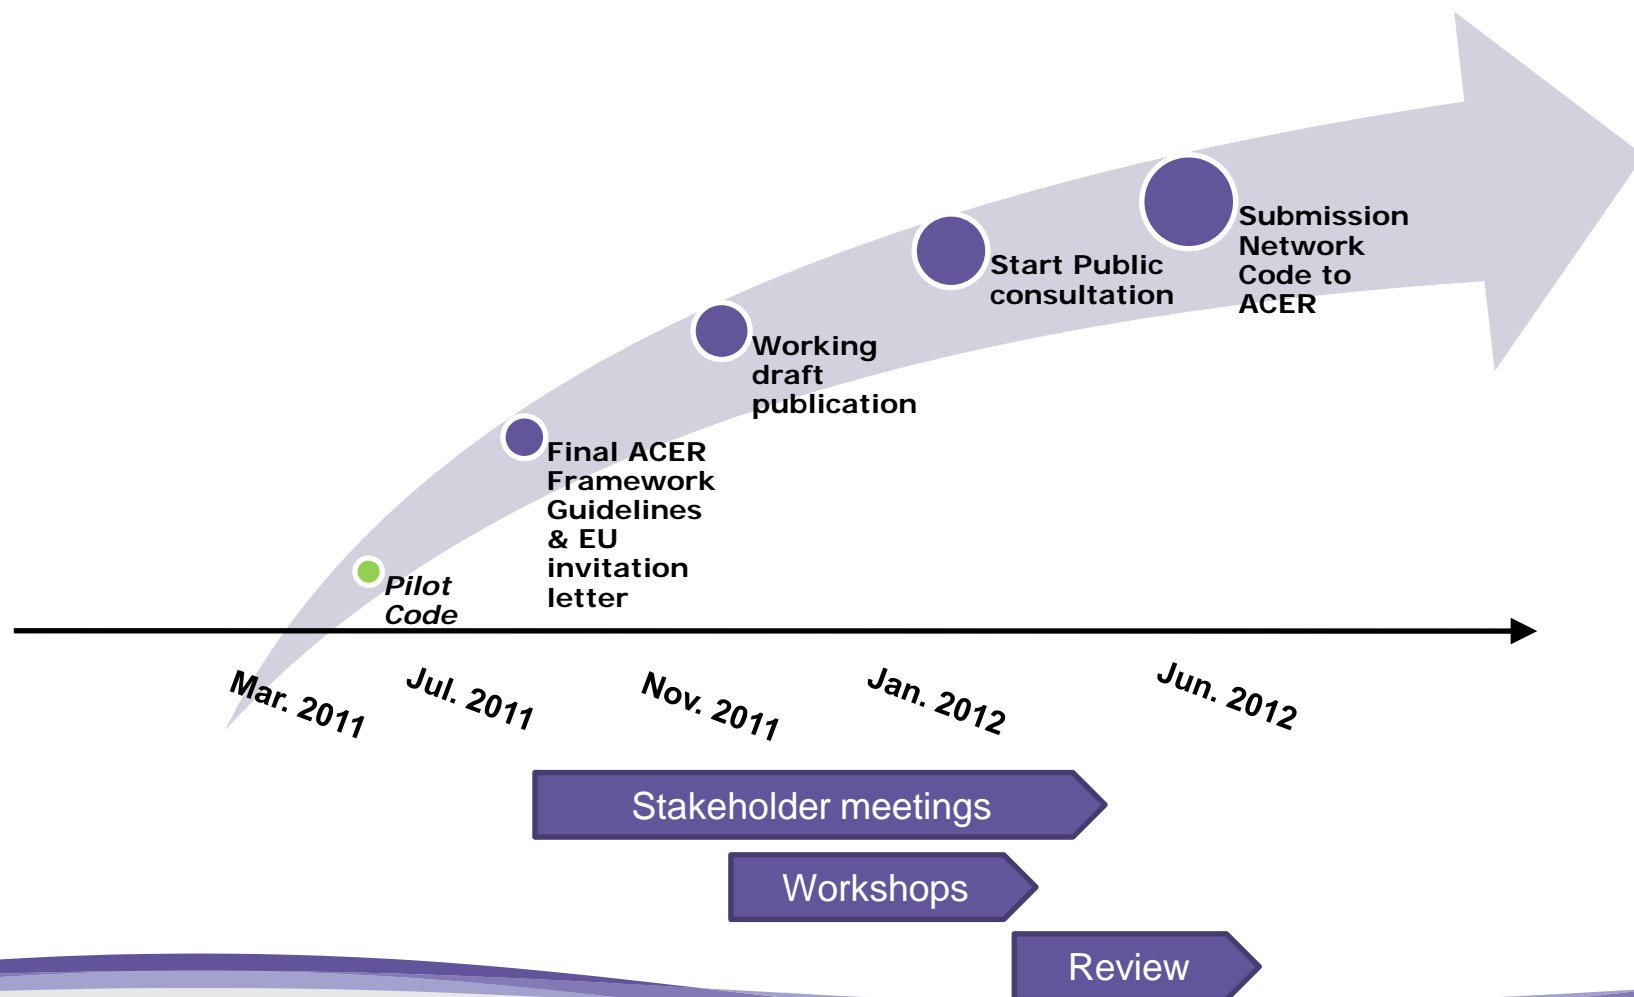 Submission
Network
Code to
ACER
Start Public
consultation
Working
draft
publication
Final ACER
Framework
Guidelines
& EU
invitation
letter
Pilot
Code
Mar. 2011
Jul. 2011
Nov. 2011
Jan. 2012
Jun. 2012
Stakeholder meetings
Workshops
Review